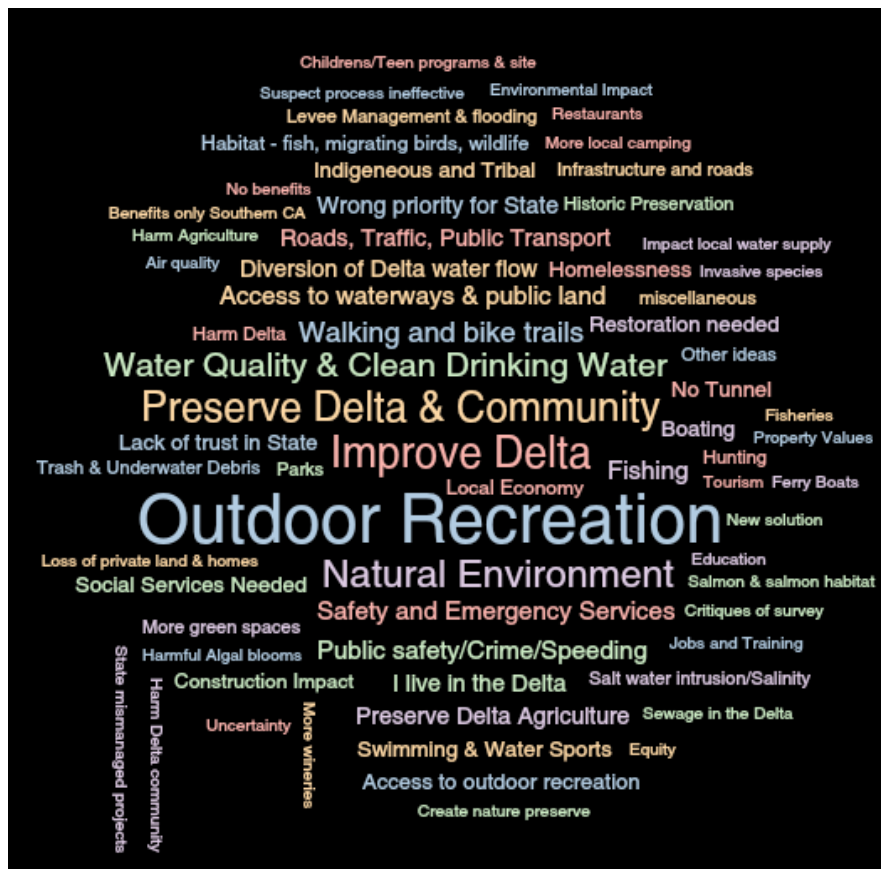 Childrens/Teen programs & site
Suspect process ineffective
Environmental Impact
Levee Management & flooding
Restaurants
Habitat - fish, migrating birds, wildlife
More local camping
Indigeneous and Tribal
Infrastructure and roads
No benefits
Benefits only Southern CA
Wrong priority for State
Historic Preservation
Harm Agriculture
Roads, Traffic, Public Transport
Impact local water supply
Air quality
Diversion of Delta water flow
Homelessness
Invasive species
Access to waterways & public land
miscellaneous
Harm Delta
Walking and bike trails
Restoration needed
Water Quality & Clean Drinking Water
Other ideas
Preserve Delta & Community
No Tunnel
Fisheries
Lack of trust in State
Improve Delta
Boating
Property Values
Trash & Underwater Debris
Parks
Fishing
Hunting
Local Economy
Tourism
Ferry Boats
Outdoor Recreation
New solution
Loss of private land & homes
Natural Environment
Education
Social Services Needed
Salmon & salmon habitat
Safety and Emergency Services
Critiques of survey
More green spaces
Harmful Algal blooms
Public safety/Crime/Speeding
Jobs and Training
Construction Impact
I live in the Delta
Salt water intrusion/Salinity
State mismanaged projects
Harm Delta community
Uncertainty
More wineries
Preserve Delta Agriculture
Sewage in the Delta
Swimming & Water Sports
Equity
Access to outdoor recreation
Create nature preserve